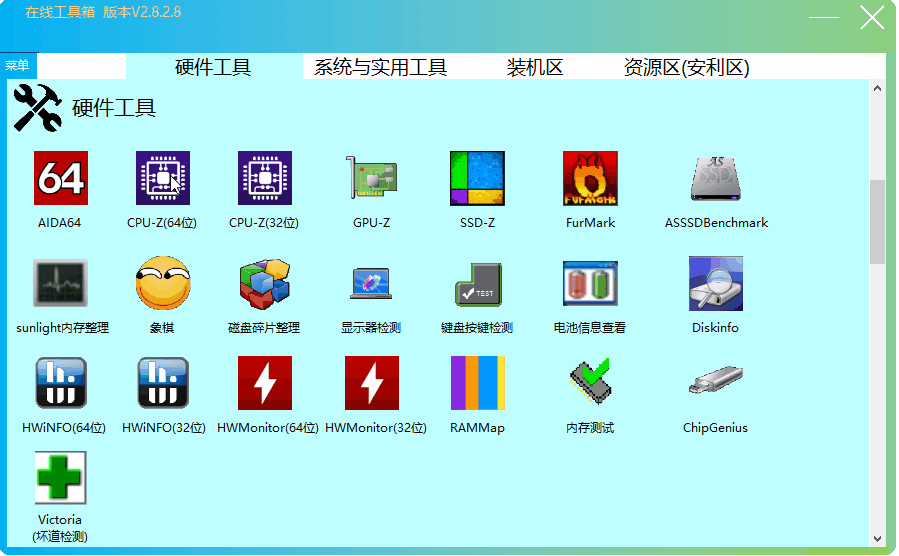 在线工具箱 版本V2.8.2.8
菜单
硬件工具 系统与实用工具 装机区 资源区(安利区)
硬件工具
64
AS
SSD
FurMark
AIDA64 CPU-Z(64位) CPU-Z(32位) GPU-Z SSD-Z FurMark ASSSDBenchmark
TEST
sunlight内存整理 象棋 磁盘碎片整理 显示器检测 键盘按键检测 电池信息查看 Diskinfo
HWiNFO(64位) HWiNFO(32位) HWMonitor(64位) HWMonitor(32位) RAMMap 内存测试 ChipGenius
Victoria
(坏道检测)